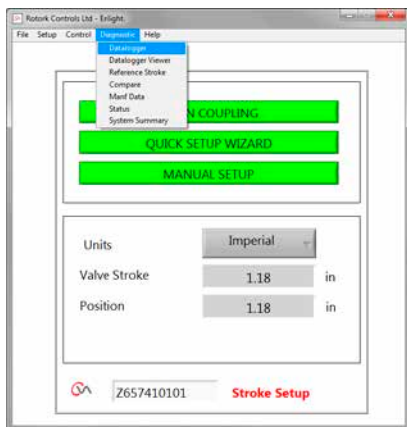 Rotork Controls Ltd - Enlight.
File Setup Control Diagnostic Help
Datalogger
Datalogger Viewer
Reference Stroke
Compare
Manf Data
Status
System Summary
N COUPLING
QUICK SETUP WIZARD
MANUAL SETUP
Units Imperial
Valve Stroke 1.18 in
Position 1.18 in
Z657410101 Stroke Setup